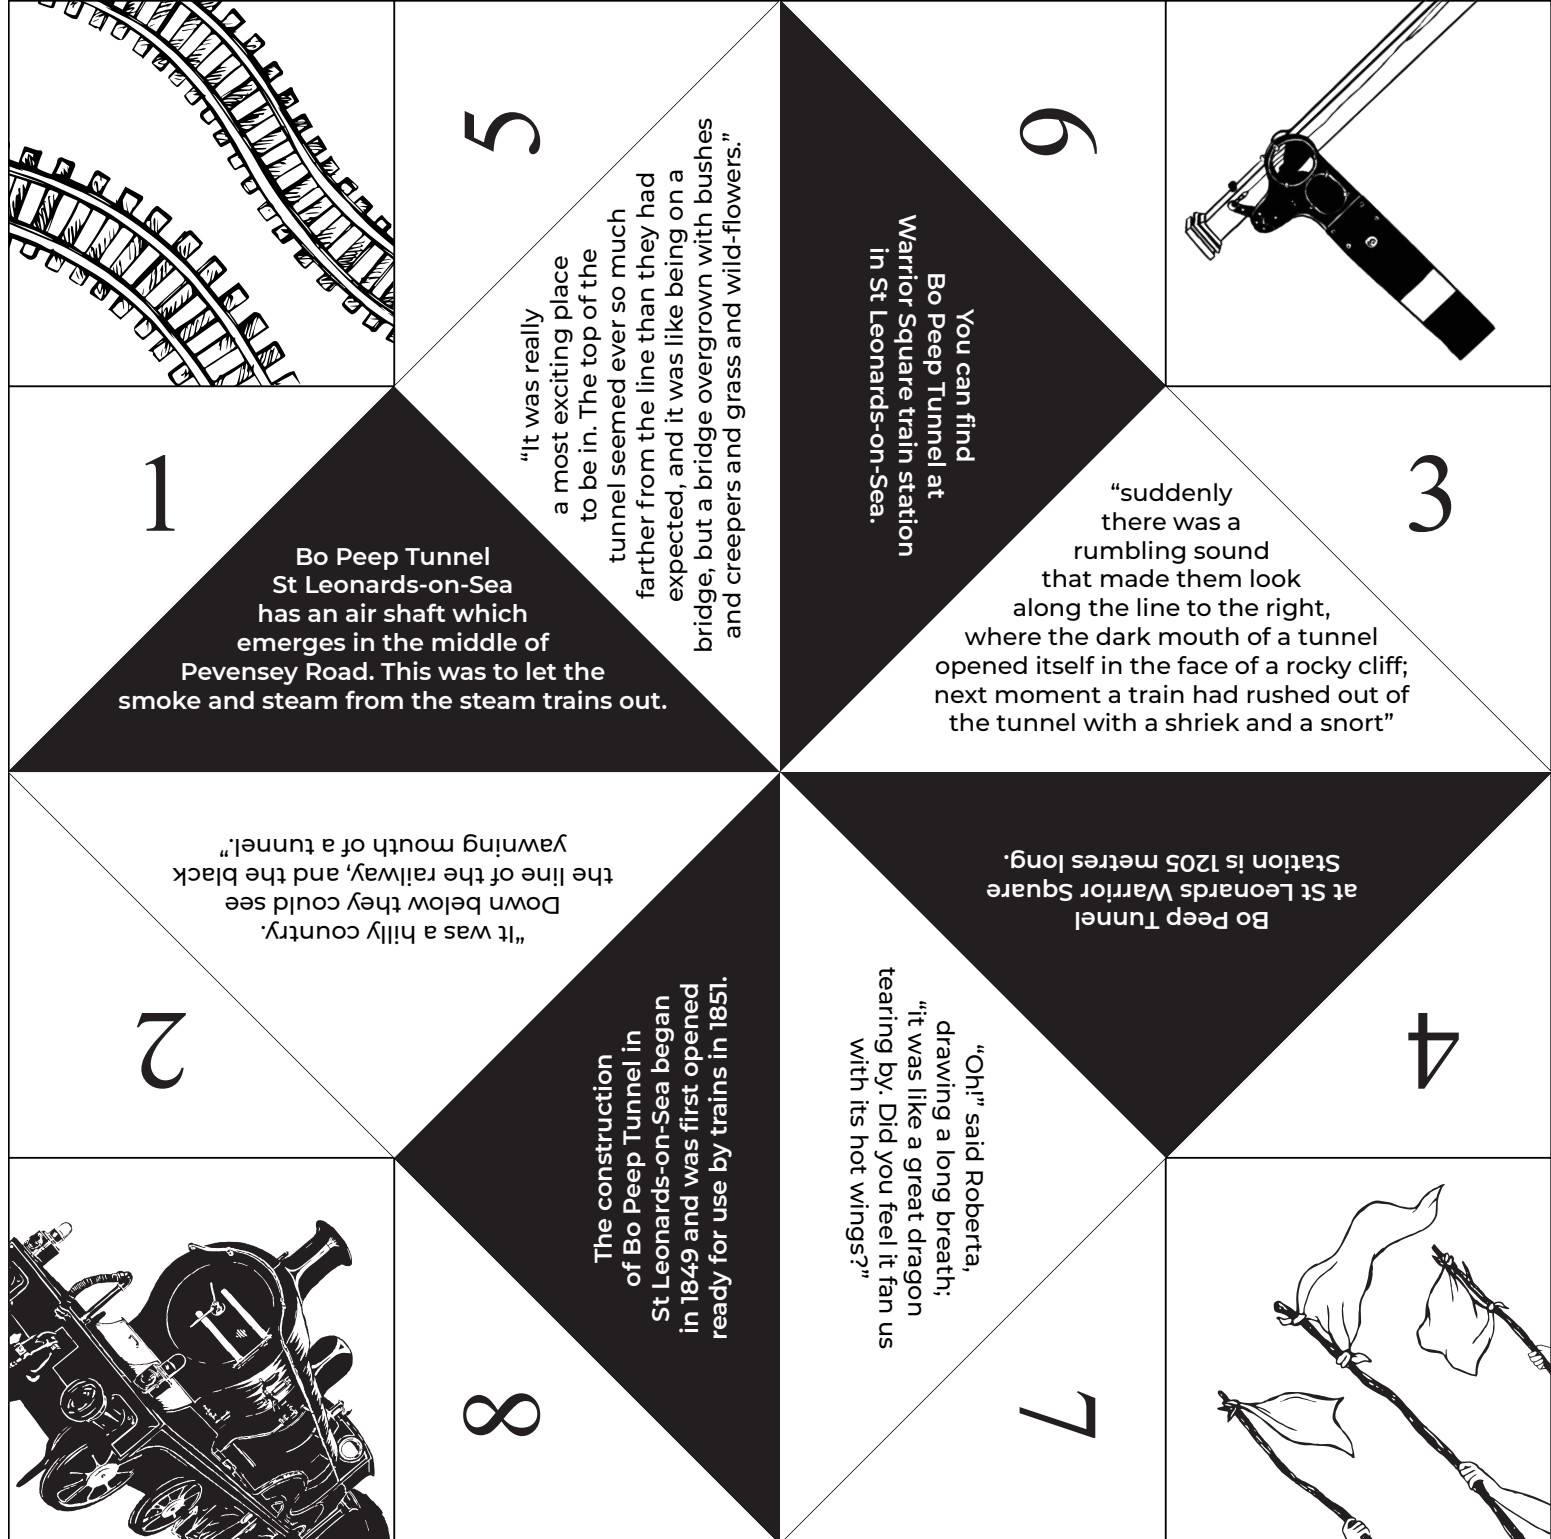 5
“It was really
a most exciting place
to be in. The top of the
tunnel seemed ever so much
farther from the line than they had
expected, and it was like being on a
bridge, but a bridge overgrown with bushes
and creepers and grass and wild-flowers.”
6
You can find
Bo Peep Tunnel at
Warrior Square train station
in St Leonards-on-Sea.
1
Bo Peep Tunnel
St Leonards-on-Sea
has an air shaft which
emerges in the middle of
Pevensey Road. This was to let the
smoke and steam from the steam trains out.
3
“suddenly
there was a
rumbling sound
that made them look
along the line to the right,
where the dark mouth of a tunnel
opened itself in the face of a rocky cliff;
next moment a train had rushed out of
the tunnel with a shriek and a snort”
2
“It was a hilly country.
Down below they could see
the line of the railway, and the black
yawning mouth of a tunnel.”
4
Bo Peep Tunnel
at St Leonards Warrior Square
Station is 1205 metres long.
8
The construction
of Bo Peep Tunnel in
St Leonards-on-Sea began
in 1849 and was first opened
ready for use by trains in 1851.
7
“Oh!” said Roberta,
drawing a long breath;
“it was like a great dragon
tearing by. Did you feel it fan us
with its hot wings?”